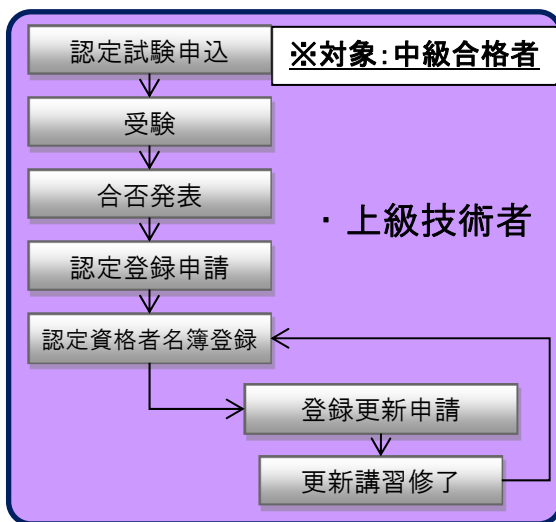 認定試験申込
※対象:中級合格者
受験
合否発表
・上級技術者
認定登録申請
認定資格者名簿登録
登録更新申請
更新講習修了